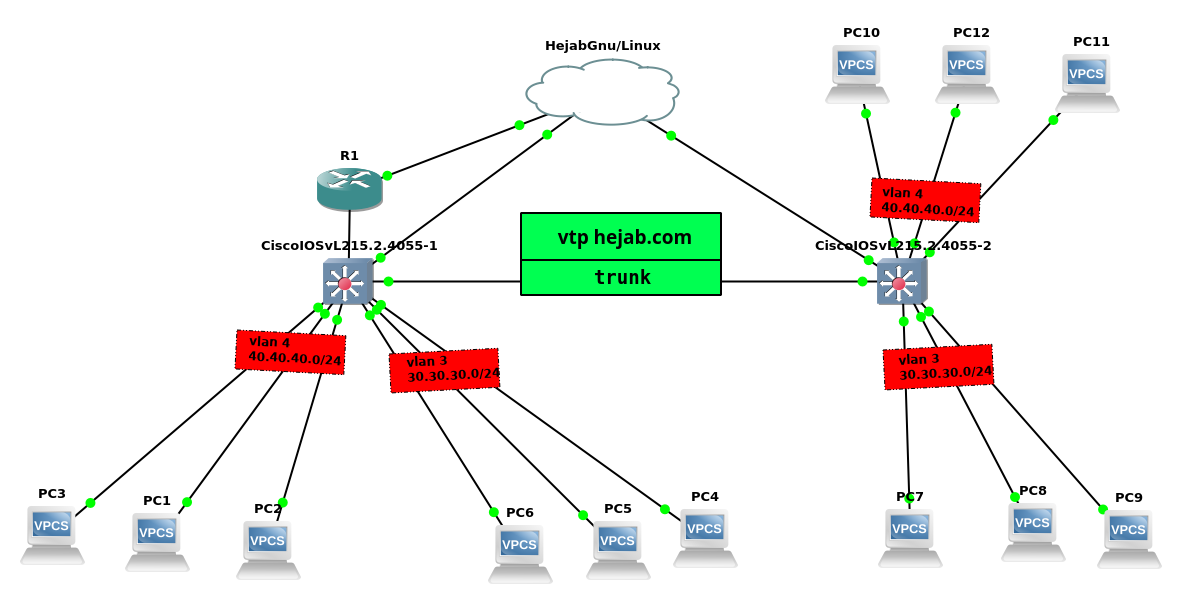 HejabGnu/Linux
PC10
PC12
PC11
VPCS
VPCS
VPCS
R1
vlan 4
40.40.40.0/24
vtp hejab.com
trunk
CiscoIOSvL215.2.4055-1
CiscoIOSvL215.2.4055-2
vlan 4
40.40.40.0/24
vlan 3
30.30.30.0/24
vlan 3
30.30.30.0/24
PC3
PC1
PC2
PC6
PC5
PC4
PC7
PC8
PC9
VPCS
VPCS
VPCS
VPCS
VPCS
VPCS
VPCS
VPCS
VPCS